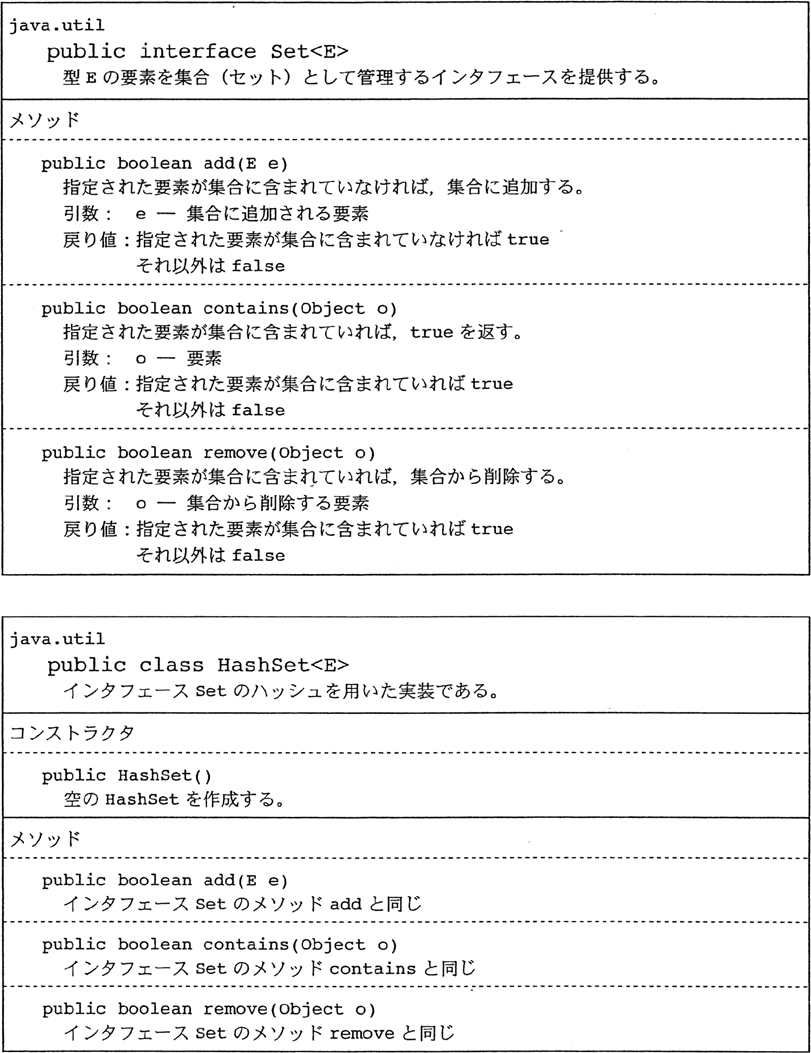 java.util
public interface Set<E>
型 E の要素を集合（セット）として管理するインタフェースを提供する。
メソッド
public boolean add(E e)
指定された要素が集合に含まれていなければ，集合に追加する。
引数： e ― 集合に追加される要素
戻り値：指定された要素が集合に含まれていなければ true
それ以外は false
public boolean contains(Object o)
指定された要素が集合に含まれていれば，true を返す。
引数： o ― 要素
戻り値：指定された要素が集合に含まれていれば true
それ以外は false
public boolean remove(Object o)
指定された要素が集合に含まれていれば，集合から削除する。
引数： o ― 集合から削除する要素
戻り値：指定された要素が集合に含まれていれば true
それ以外は false
java.util
public class HashSet<E>
インタフェース Set のハッシュを用いた実装である。
コンストラクタ
public HashSet()
空の HashSet を作成する。
メソッド
public boolean add(E e)
インタフェース Set のメソッド add と同じ
public boolean contains(Object o)
インタフェース Set のメソッド contains と同じ
public boolean remove(Object o)
インタフェース Set のメソッド remove と同じ